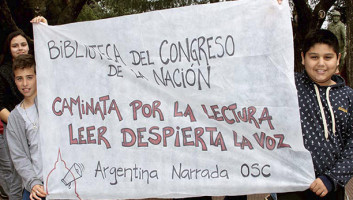 BIBLIOTECA DEL CONGRESO
DE LA NACIÓN
CAMINATA POR LA LECTURA
LEER DESPIERTA LA VOZ
Argentina Narrada OSC